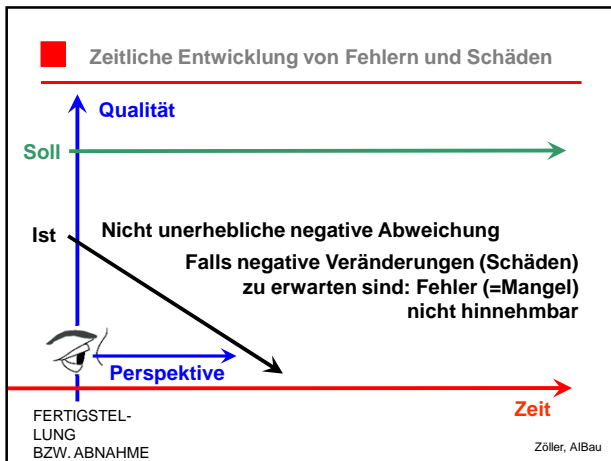 Zeitliche Entwicklung von Fehlern und Schäden
Qualität
Soll
Ist
Nicht unerhebliche negative Abweichung
Falls negative Veränderungen (Schäden)
zu erwarten sind: Fehler (=Mangel)
nicht hinnehmbar
Perspektive
Zeit
FERTIGSTEL-
LUNG
BZW. ABNAHME
Zöller, AIBau